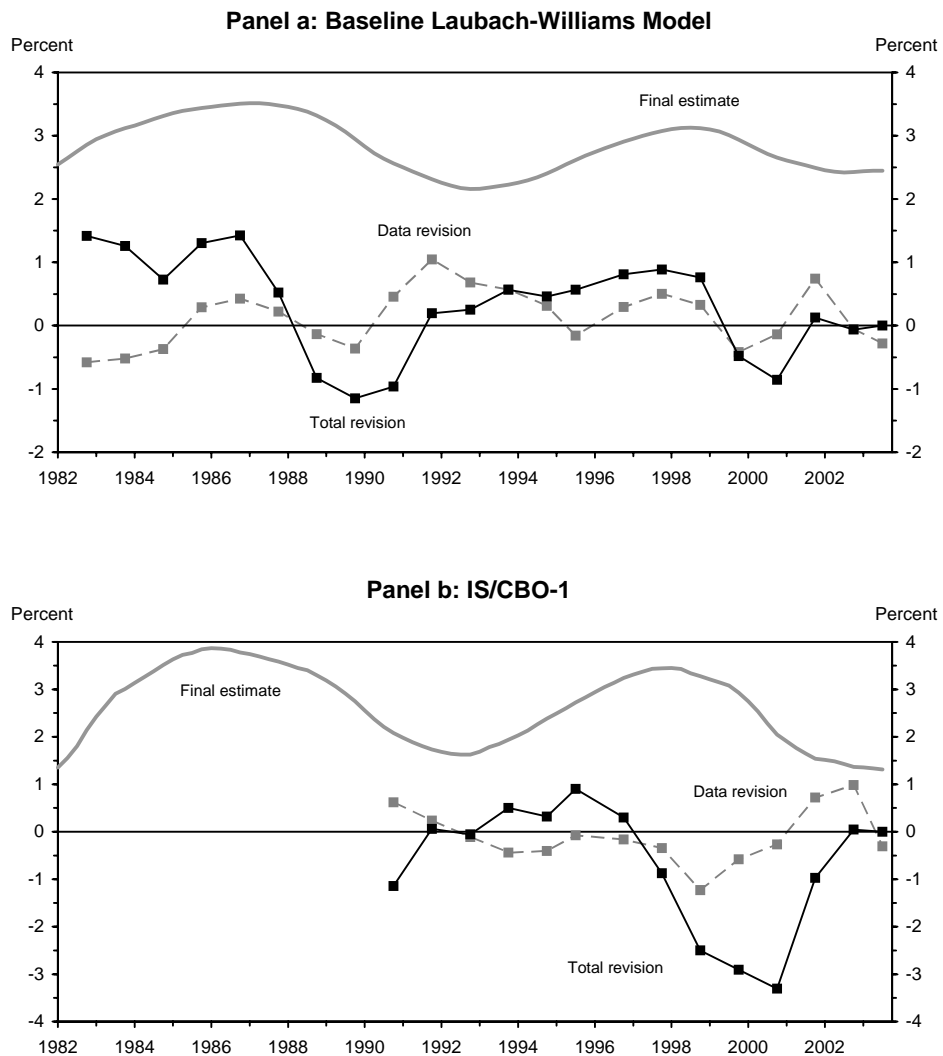 Panel a: Baseline Laubach-Williams Model
Percent Percent
4 4
Final estimate
3 3
2 2
Data revision
1 1
0 0
-1 -1
Total revision
-2 -2
1982 1984 1986 1988 1990 1992 1994 1996 1998 2000 2002
Panel b: IS/CBO-1
Percent Percent
4 4
Final estimate
3 3
2 2
1 1
Data revision
0 0
-1 -1
-2 -2
Total revision
-3 -3
-4 -4
1982 1984 1986 1988 1990 1992 1994 1996 1998 2000 2002